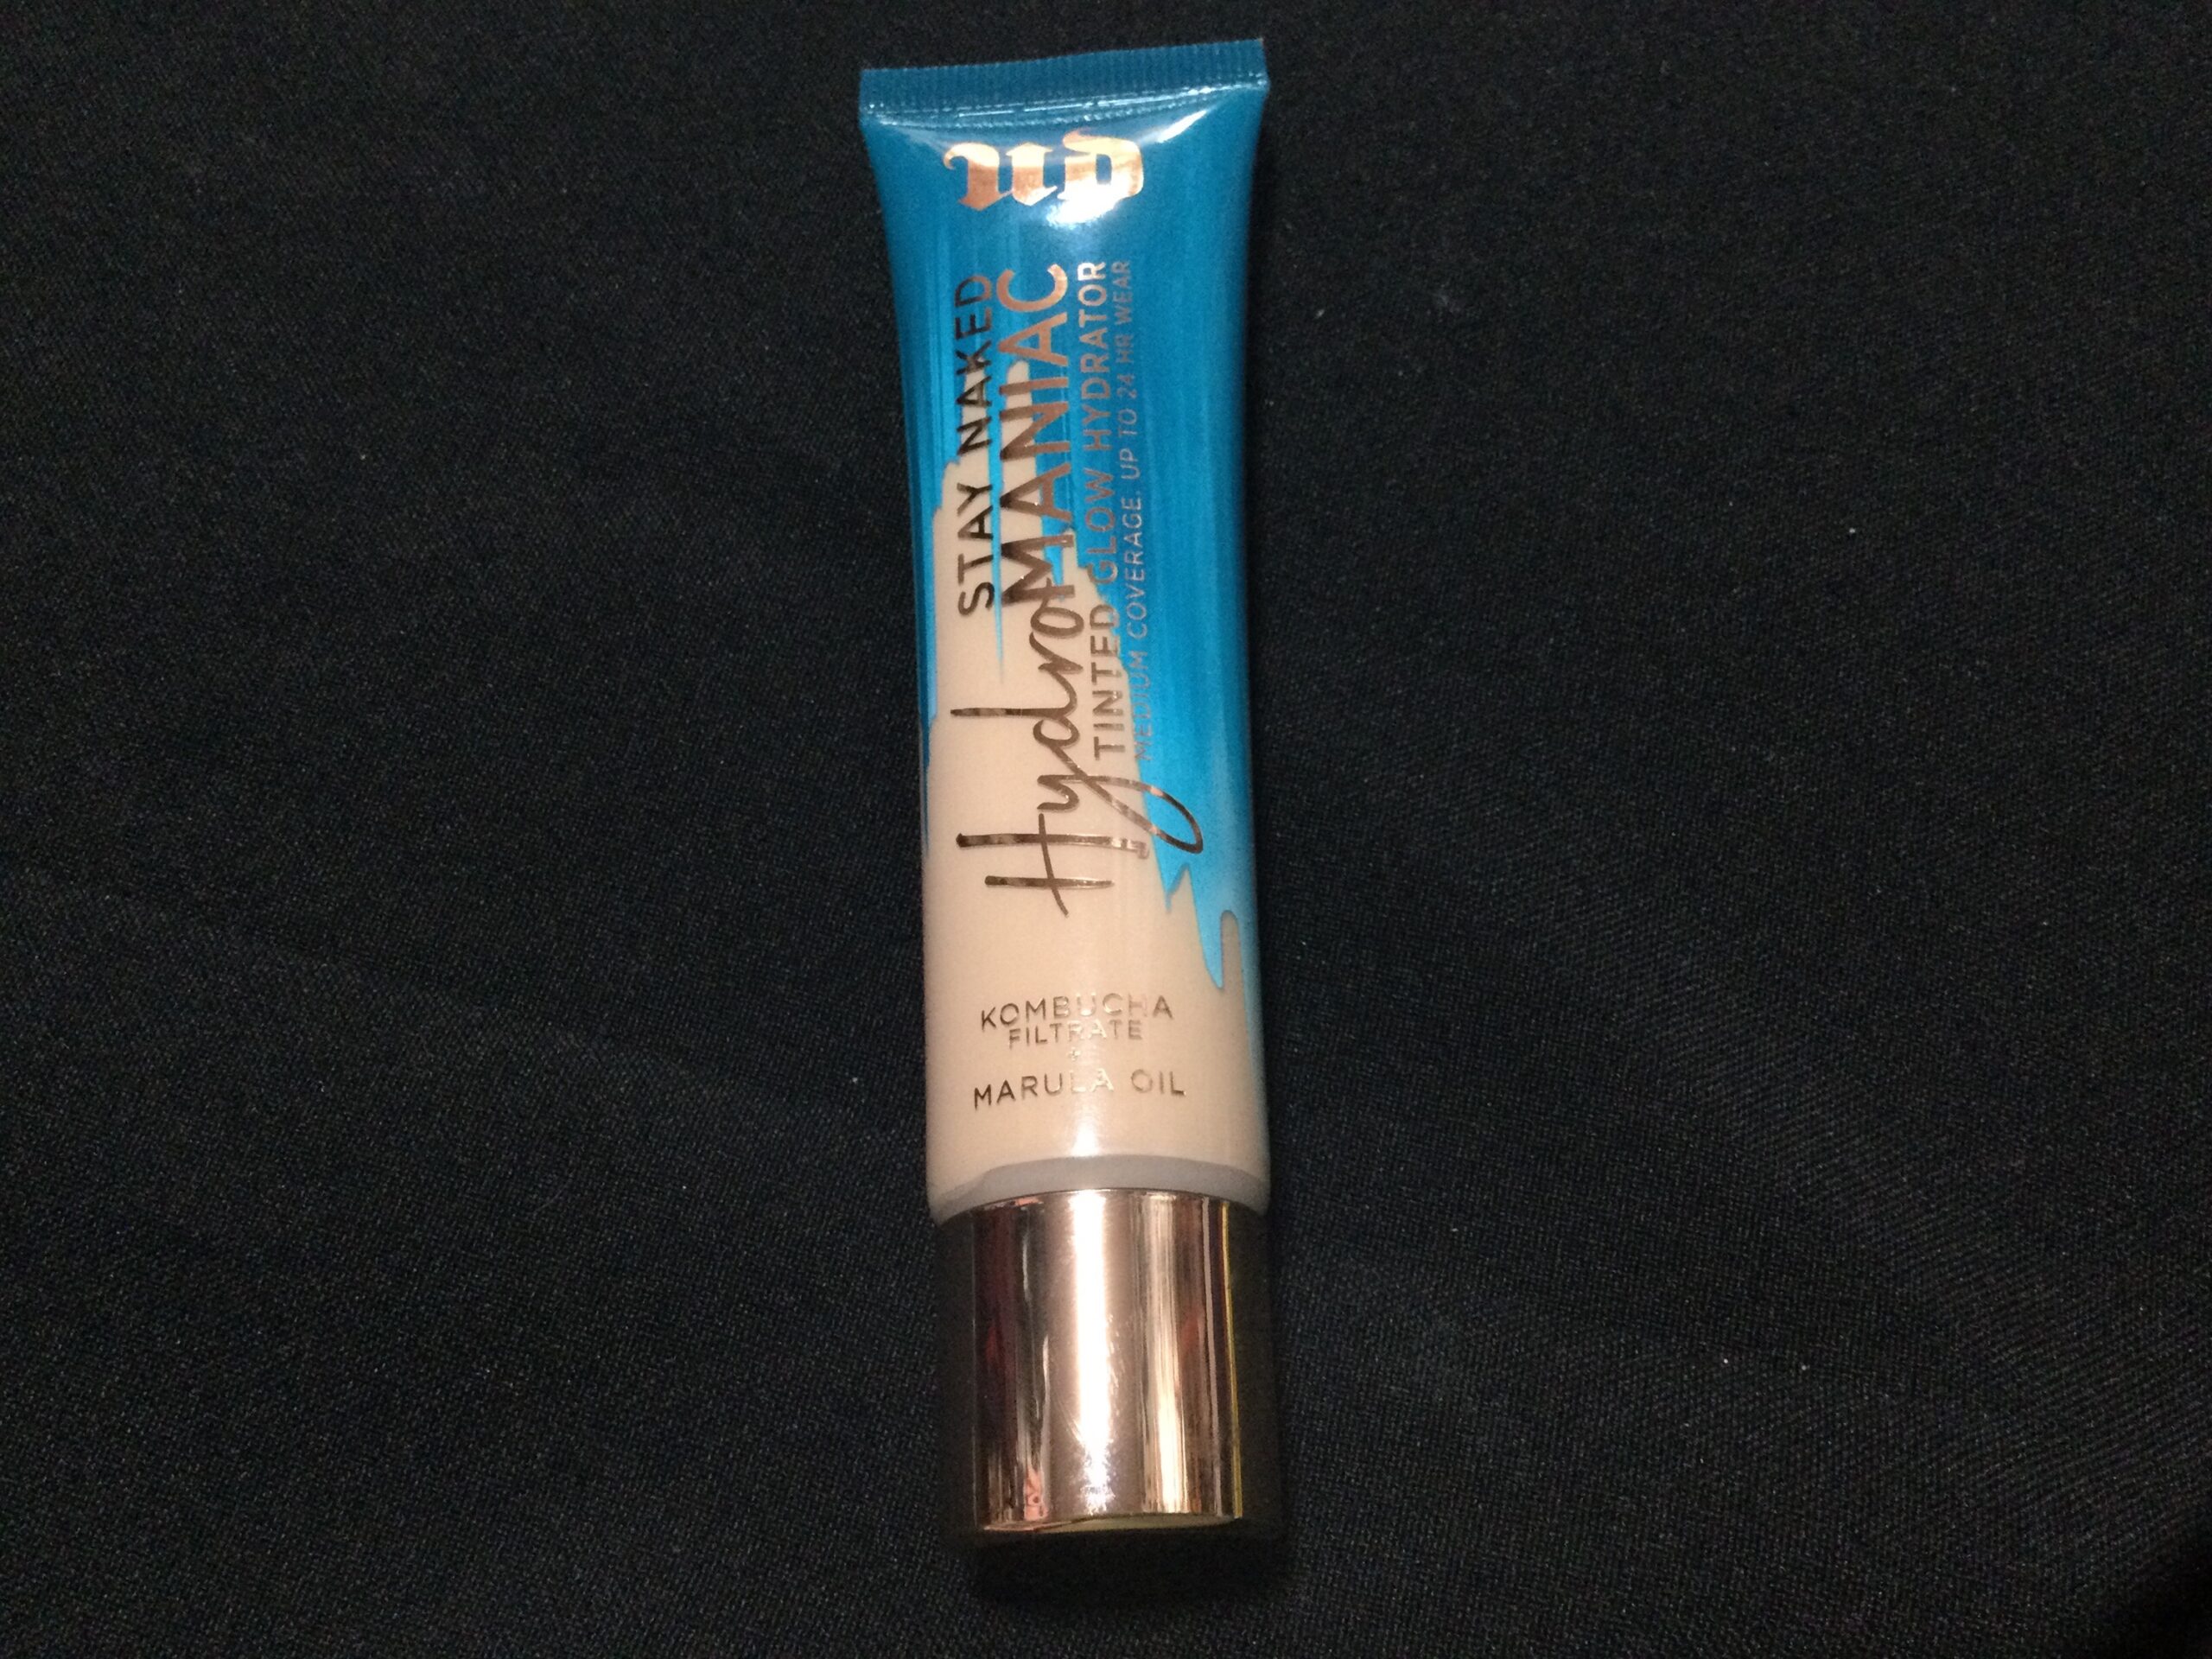 UD
STAY NAKED
HydroMANIAC
TINTED GLOW HYDRATOR
MEDIUM COVERAGE. UP TO 24 HR WEAR
KOMBUCHA
FILTRATE
+
MARULA OIL